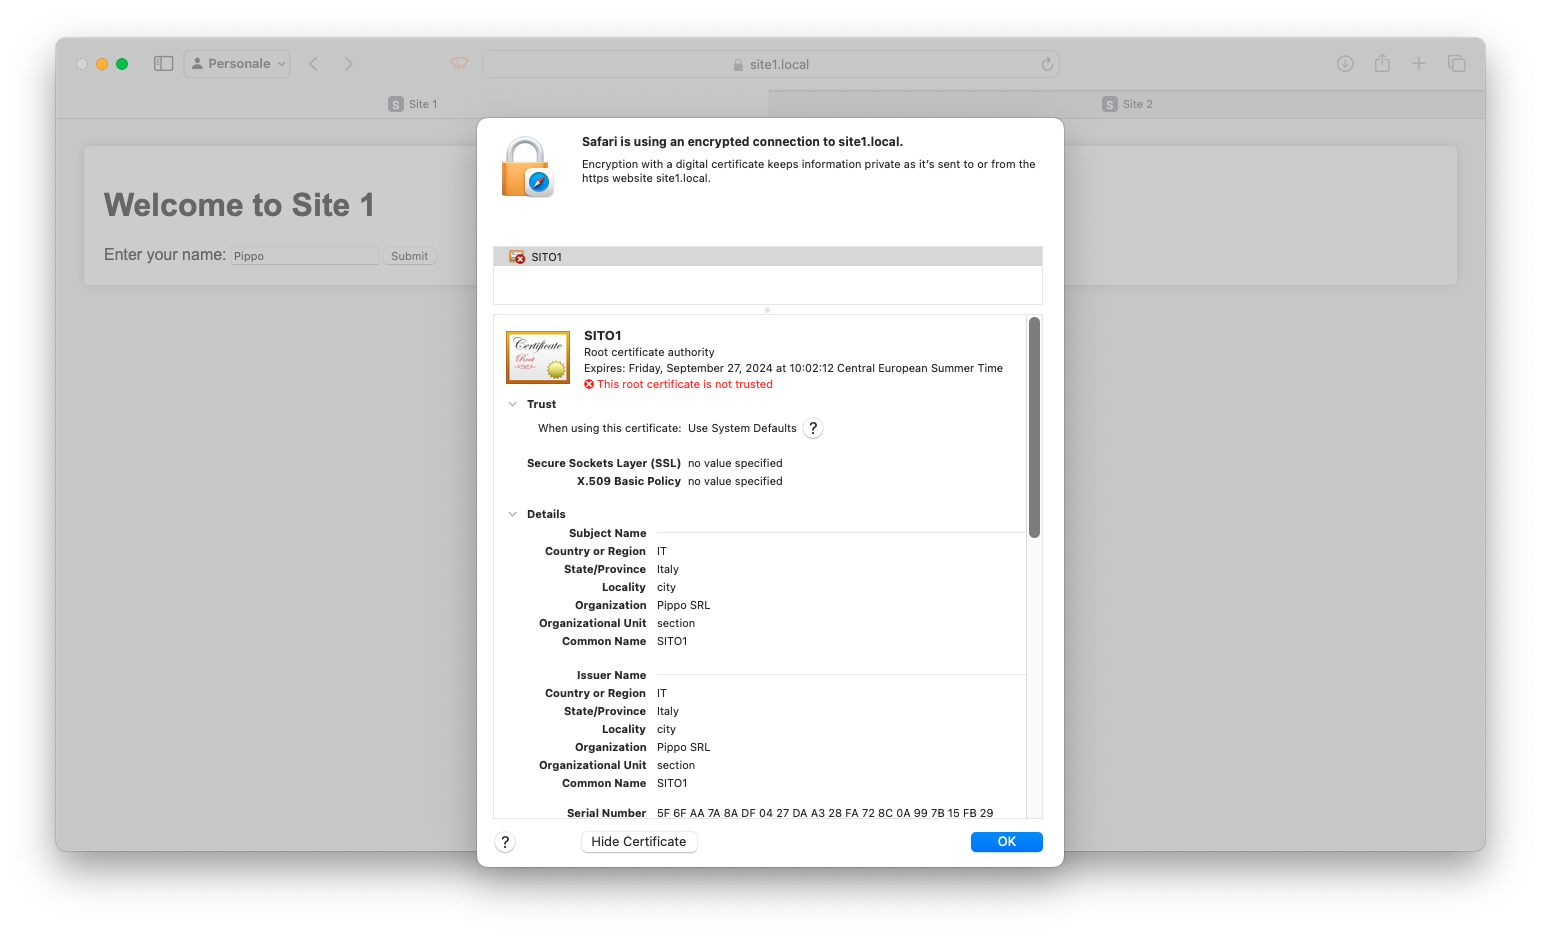 Personale
site1.local
S Site 1
S Site 2
Welcome to Site 1
Enter your name: Pippo Submit
Safari is using an encrypted connection to site1.local.
Encryption with a digital certificate keeps information private as it's sent to or from the
https website site1.local.
SITO1
Certificate
Root
SITO1
Root certificate authority
Expires: Friday, September 27, 2024 at 10:02:12 Central European Summer Time
This root certificate is not trusted
Trust
When using this certificate: Use System Defaults ?
Secure Sockets Layer (SSL) no value specified
X.509 Basic Policy no value specified
Details
Subject Name
Country or Region IT
State/Province Italy
Locality city
Organization Pippo SRL
Organizational Unit section
Common Name SITO1
Issuer Name
Country or Region IT
State/Province Italy
Locality city
Organization Pippo SRL
Organizational Unit section
Common Name SITO1
Serial Number 5F 6F AA 7A 8A DF 04 27 DA A3 28 FA 72 8C 0A 99 7B 15 FB 29
? Hide Certificate OK